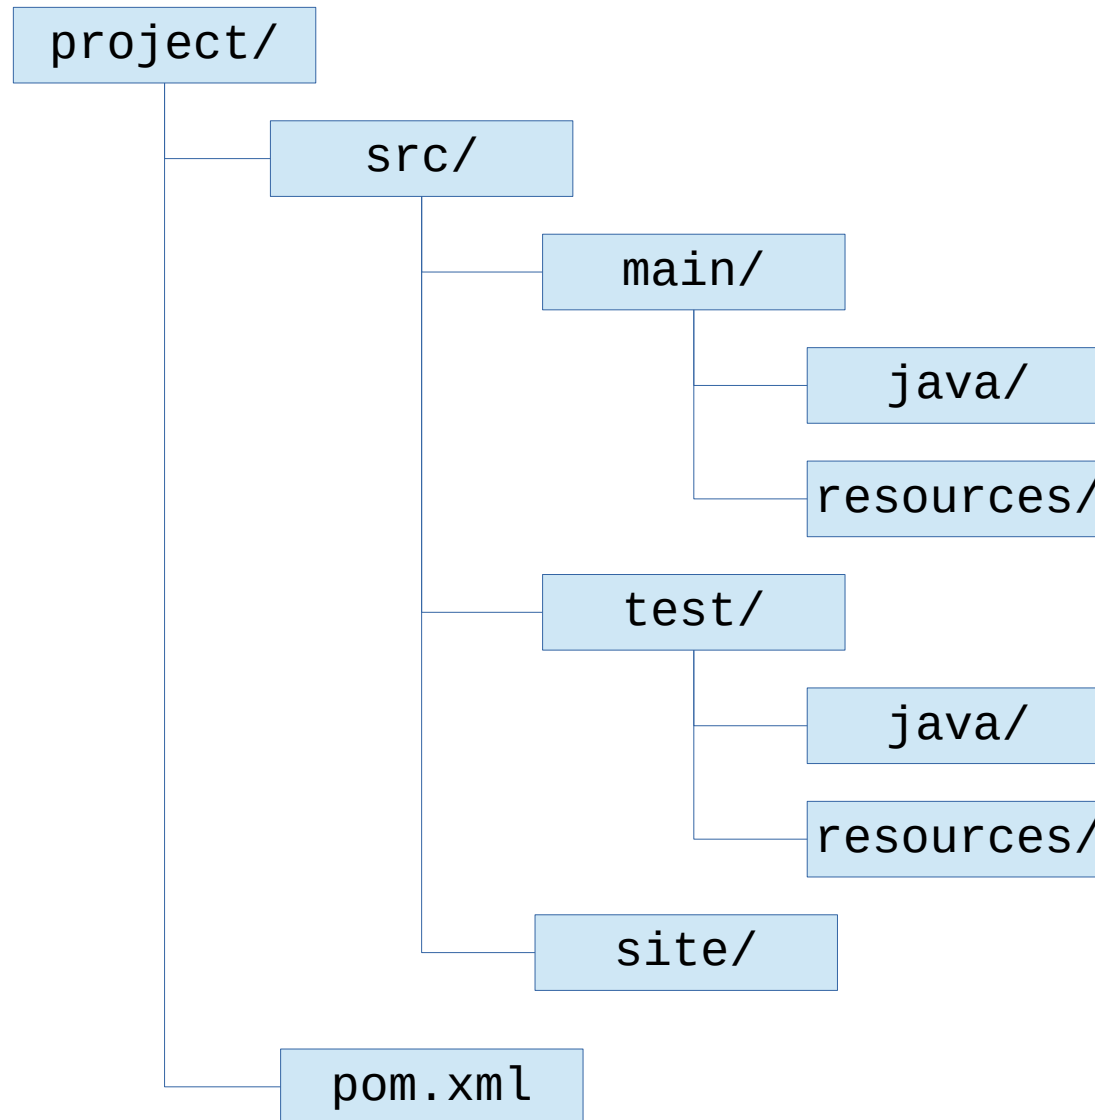 project/
src/
main/
java/
resources/
test/
java/
resources/
site/
pom.xml